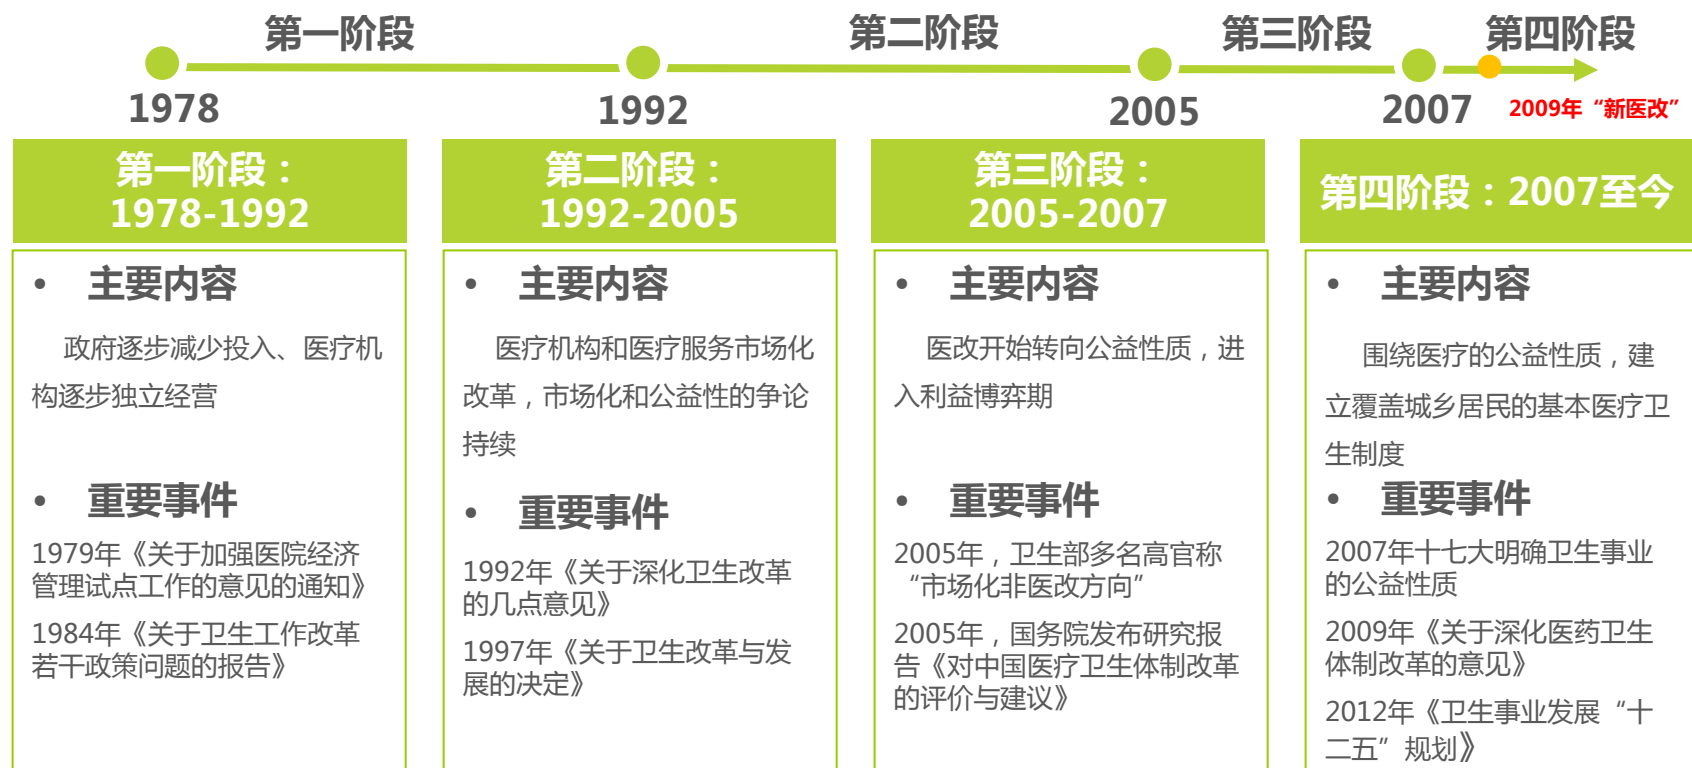 第一阶段
第二阶段
第三阶段
第四阶段
1978
1992
2005
2007
2009年“新医改”
第一阶段：
1978-1992
• 主要内容
政府逐步减少投入、医疗机
构逐步独立经营
• 重要事件
1979年《关于加强医院经济
管理试点工作的意见的通知》
1984年《关于卫生工作改革
若干政策问题的报告》
第二阶段：
1992-2005
• 主要内容
医疗机构和医疗服务市场化
改革，市场化和公益性的争论
持续
• 重要事件
1992年《关于深化卫生改革
的几点意见》
1997年《关于卫生改革与发
展的决定》
第三阶段：
2005-2007
• 主要内容
医改开始转向公益性质，进
入利益博弈期
• 重要事件
2005年，卫生部多名高官称
“市场化非医改方向”
2005年，国务院发布研究报
告《对中国医疗卫生体制改革
的评价与建议》
第四阶段：2007至今
• 主要内容
围绕医疗的公益性质，建
立覆盖城乡居民的基本医疗卫
生制度
• 重要事件
2007年十七大明确卫生事业
的公益性质
2009年《关于深化医药卫生
体制改革的意见》
2012年《卫生事业发展“十
二五”规划》